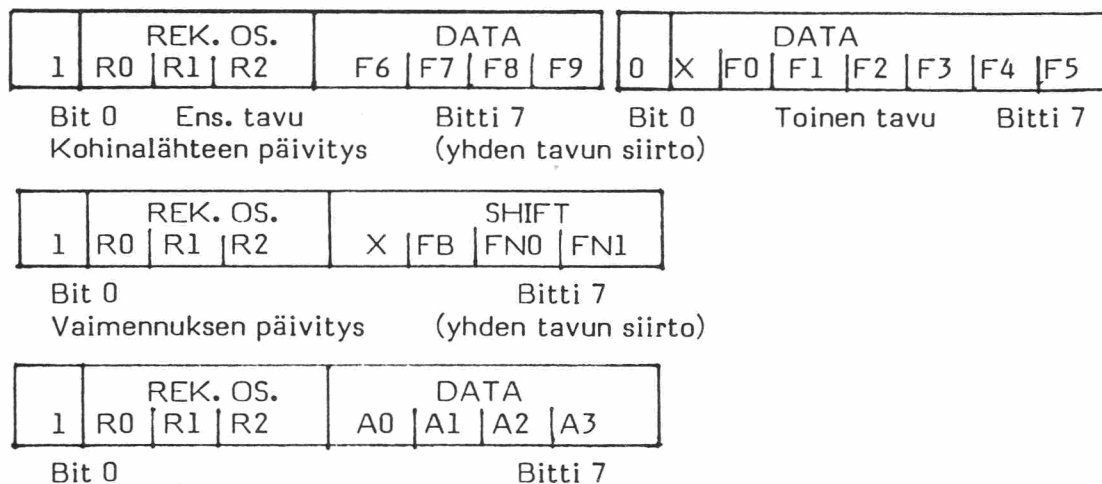 REK. OS. DATA DATA
1 R0 R1 R2 F6 F7 F8 F9 0 X F0 F1 F2 F3 F4 F5
Bit 0 Ens. tavu Bitti 7 Bit 0 Toinen tavu Bitti 7
Kohinalähteen päivitys (yhden tavun siirto)
REK. OS. SHIFT
1 R0 R1 R2 X FB FN0 FN1
Bit 0 Bitti 7
Vaimennuksen päivitys (yhden tavun siirto)
REK. OS. DATA
1 R0 R1 R2 A0 A1 A2 A3
Bit 0 Bitti 7